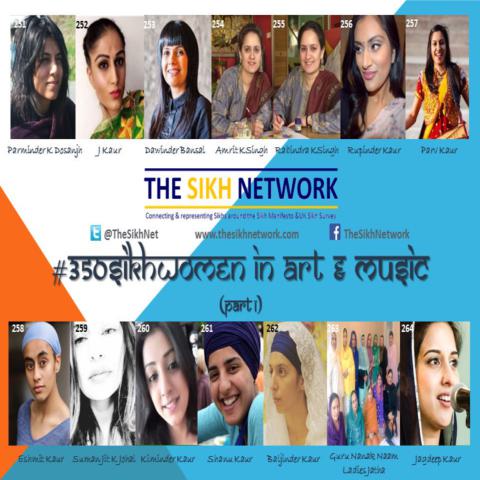 251 252 253 254 255 256 257
Parminder K Dosanjh J Kaur Dawinder Bansal Amrit K Singh Rabindra K Singh Rupinder Kaur Parv Kaur
THE SIKH NETWORK
Connecting & representing Sikhs around the Sikh Manifesto & UK Sikh Survey
@TheSikhNet www.thesikhnetwork.com f TheSikhNetwork
#350SikhWomen in Art & Music
(part 1)
258 259 260 261 262 263 264
Eshmit Kaur Sumanjit K Johal Kiminder Kaur Shanu Kaur Baljinder Kaur Guru Nanak Naam Jagdeep Kaur
Ladies Jatha